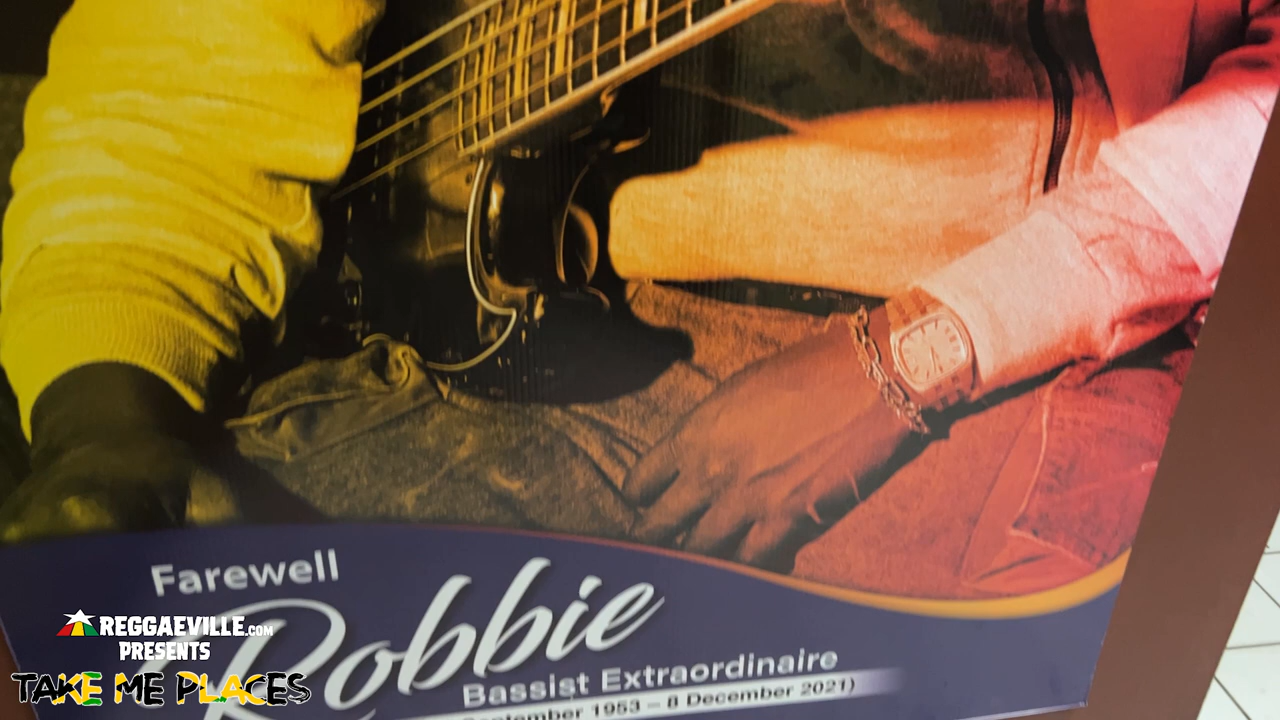 Farewell
Robbie
Bassist Extraordinaire
September 1953 – 8 December 2021)
REGGAEVILLE.COM
PRESENTS
TAKE ME PLACES